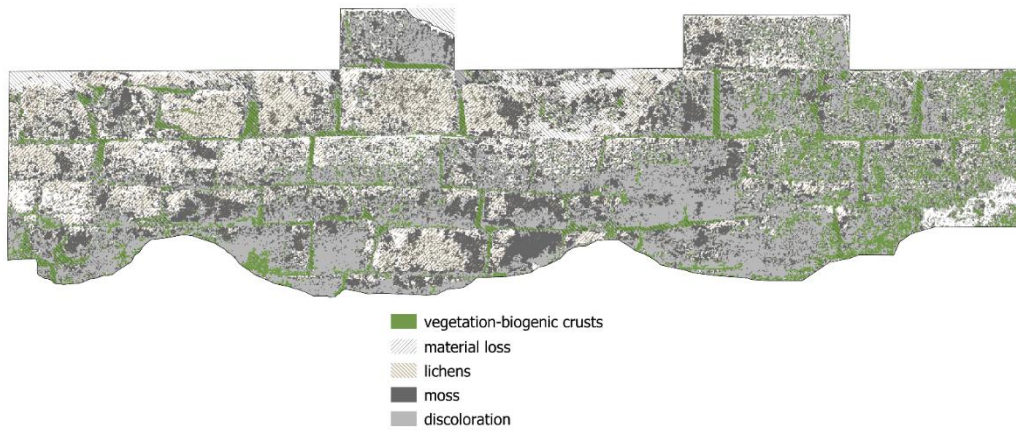 vegetation-biogenic crusts
material loss
lichens
moss
discoloration